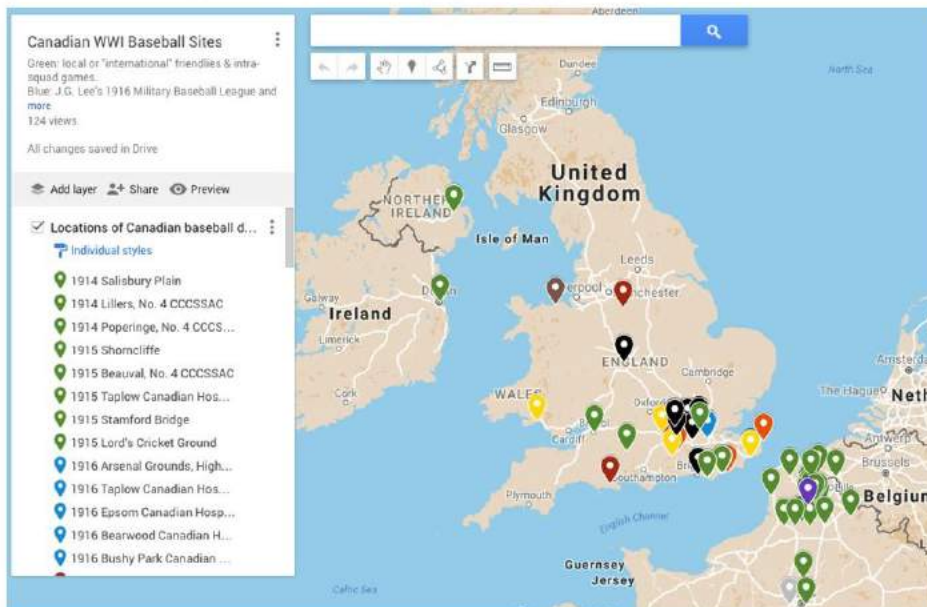 Canadian WWI Baseball Sites
Green: local or "international" friendlies & intra-
squad games.
Blue: J.G. Lee's 1916 Military Baseball League and
more
124 views
All changes saved in Drive
Add layer Share Preview
Locations of Canadian baseball d...
Individual styles
1914 Salisbury Plain
1914 Lillers, No. 4 CCCSSAC
1914 Poperinge, No. 4 CCCS...
1915 Shorncliffe
1915 Beauval, No. 4 CCCSSAC
1915 Taplow Canadian Hos...
1915 Stamford Bridge
1915 Lord's Cricket Ground
1916 Arsenal Grounds, High...
1916 Taplow Canadian Hos...
1916 Epsom Canadian Hosp...
1916 Bearwood Canadian H...
1916 Bushy Park Canadian ...
Aberdeen
Dundee
North Sea
Edinburgh
Glasgow
United
Kingdom
NORTHERN
IRELAND
Isle of Man
Leeds
erpool
nchester
Galway
Ireland
Limerick
ENGLAND
Cambridge
Amster
Cork
WALES
Oxfor
The Hague
Neth
Cardiff
Antwerp
Brussels
Southampton
Brig
Plymouth
Belgium
English Channel
Guernsey
Jersey
Celtic Sea